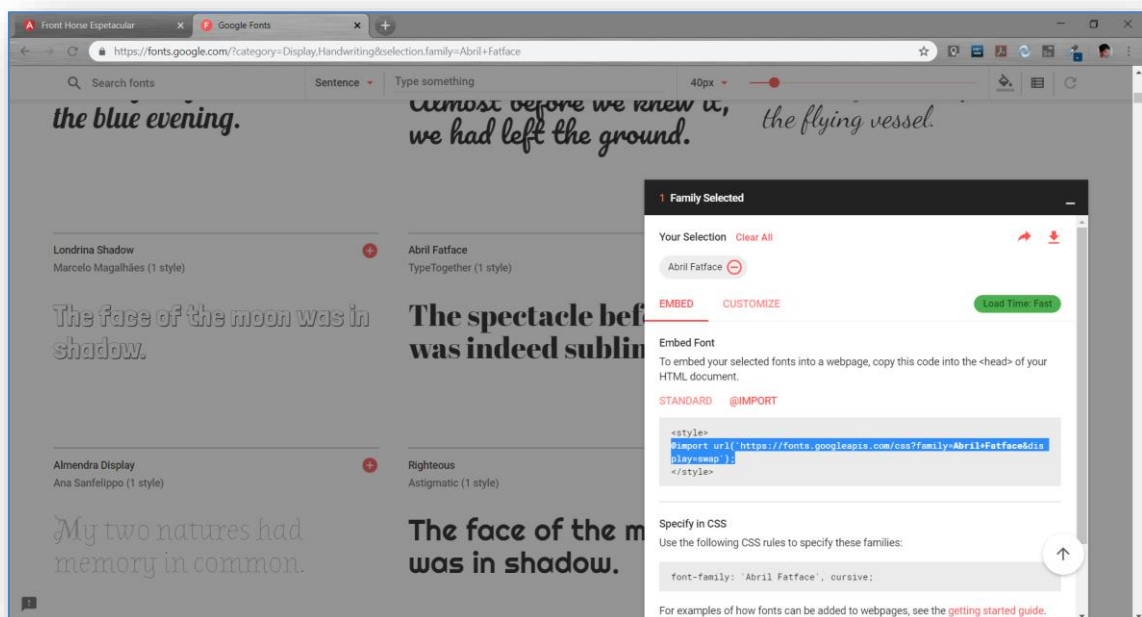 Front Horse Espetacular
Google Fonts
https://fonts.google.com/?category=Display,Handwriting&selection.family=Abril+Fatface
Search fonts
Sentence
Type something
40px
the blue evening.
Almost before we knew it,
we had left the ground.
the flying vessel.
1 Family Selected
Your Selection Clear All
Abril Fatface
EMBED CUSTOMIZE
Load Time: Fast
Embed Font
To embed your selected fonts into a webpage, copy this code into the <head> of your
HTML document.
STANDARD @IMPORT
<style>
@import url('https://fonts.googleapis.com/css?family=Abril+Fatface&dis
play=swap');
</style>
Specify in CSS
Use the following CSS rules to specify these families:
font-family: 'Abril Fatface', cursive;
For examples of how fonts can be added to webpages, see the getting started guide.
Londrina Shadow
Marcelo Magalhães (1 style)
The face of the moon was in
shadow.
Abril Fatface
TypeTogether (1 style)
The spectacle bef
was indeed sublin
Almendra Display
Ana Sanfelippo (1 style)
My two natures had
memory in common.
Righteous
Astigmatic (1 style)
The face of the m
was in shadow.